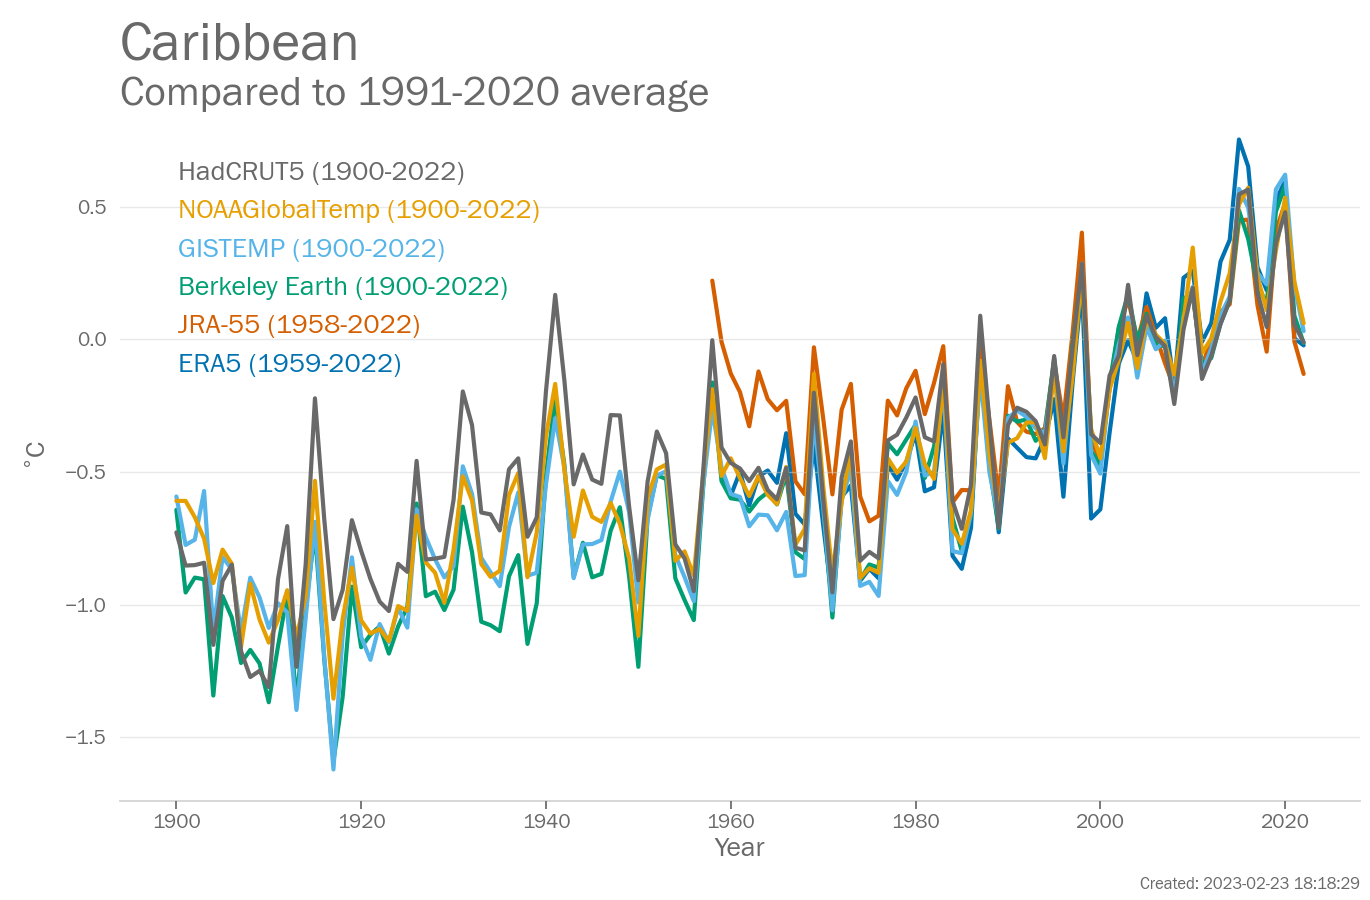 Caribbean
Compared to 1991-2020 average
HadCRUT5 (1900-2022)
NOAAGlobalTemp (1900-2022)
GISTEMP (1900-2022)
Berkeley Earth (1900-2022)
JRA-55 (1958-2022)
ERA5 (1959-2022)
0.5
0.0
−0.5
−1.0
−1.5
°C
1900 1920 1940 1960 1980 2000 2020
Year
Created: 2023-02-23 18:18:29